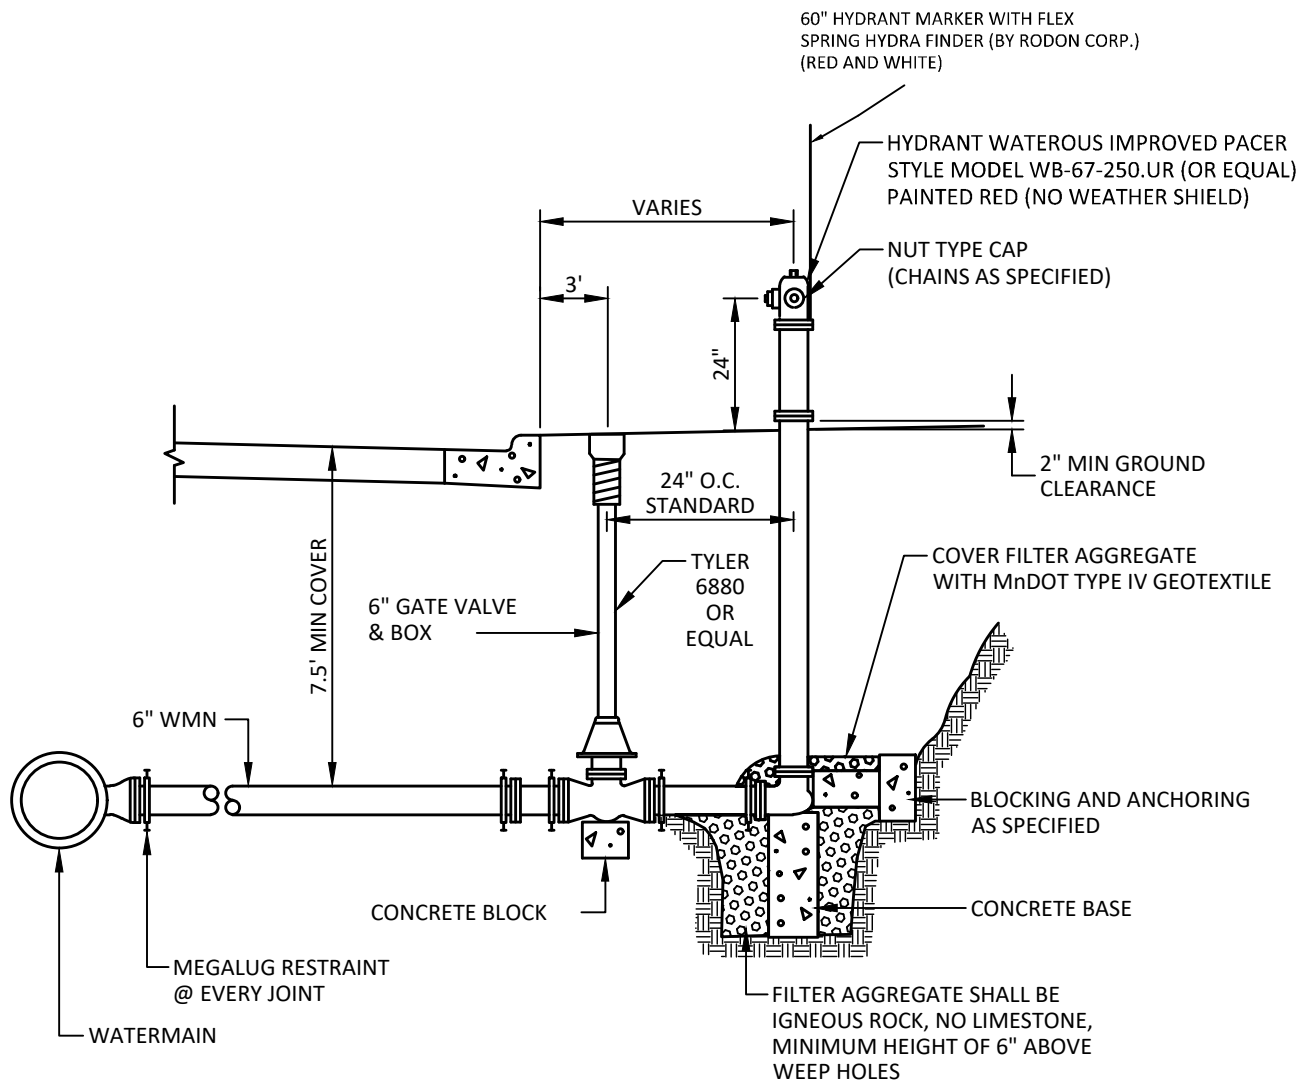 60" HYDRANT MARKER WITH FLEX
SPRING HYDRA FINDER (BY RODON CORP.)
(RED AND WHITE)
HYDRANT WATEROUS IMPROVED PACER
STYLE MODEL WB-67-250.UR (OR EQUAL)
PAINTED RED (NO WEATHER SHIELD)
VARIES
NUT TYPE CAP
(CHAINS AS SPECIFIED)
3'
24"
2" MIN GROUND
CLEARANCE
24" O.C.
STANDARD
7.5' MIN COVER
COVER FILTER AGGREGATE
WITH MnDOT TYPE IV GEOTEXTILE
TYLER
6880
OR
EQUAL
6" GATE VALVE
& BOX
6" WMN
BLOCKING AND ANCHORING
AS SPECIFIED
CONCRETE BLOCK
CONCRETE BASE
MEGALUG RESTRAINT
@ EVERY JOINT
FILTER AGGREGATE SHALL BE
IGNEOUS ROCK, NO LIMESTONE,
MINIMUM HEIGHT OF 6" ABOVE
WEEP HOLES
WATERMAIN